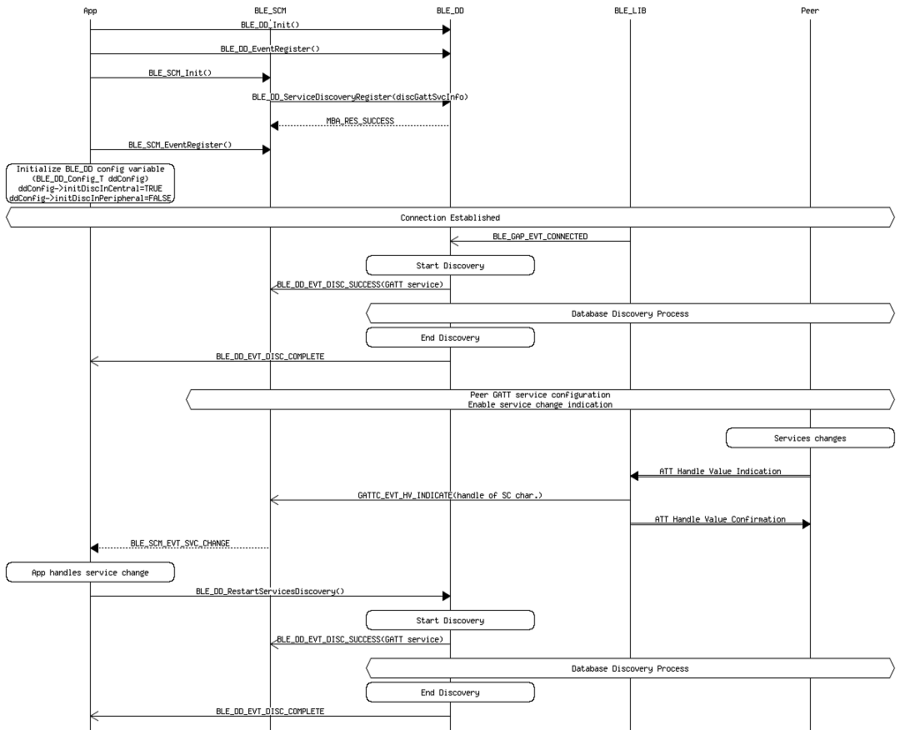 App BLE_SCM BLE_DD BLE_LIB Peer
BLE_DD_Init()
BLE_DD_EventRegister()
BLE_SCM_Init()
BLE_DD_ServiceDiscoveryRegister(discGattSvcInfo)
MBA_RES_SUCCESS
BLE_SCM_EventRegister()
Initialize BLE_DD config variable
(BLE_DD_Config_T ddConfig)
ddConfig->initDiscInCentral=TRUE
ddConfig->initDiscInPeripheral=FALSE
Connection Established
BLE_GAP_EVT_CONNECTED
Start Discovery
BLE_DD_EVT_DISC_SUCCESS(GATT service)
Database Discovery Process
End Discovery
BLE_DD_EVT_DISC_COMPLETE
Peer GATT service configuration
Enable service change indication
Services changes
ATT Handle Value Indication
GATTC_EVT_HV_INDICATE(handle of SC char.)
ATT Handle Value Confirmation
BLE_SCM_EVT_SVC_CHANGE
App handles service change
BLE_DD_RestartServicesDiscovery()
Start Discovery
BLE_DD_EVT_DISC_SUCCESS(GATT service)
Database Discovery Process
End Discovery
BLE_DD_EVT_DISC_COMPLETE